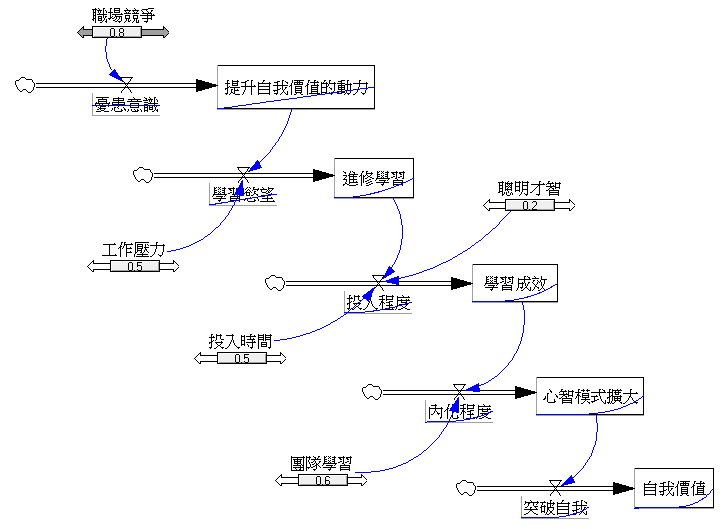 職場競爭
0.8
提升自我價值的動力
憂患意識
進修學習
聰明才智
學習慾望
0.2
工作壓力
0.5
學習成效
投入程度
投入時間
0.5
心智模式擴大
內化程度
團隊學習
0.6
自我價值
突破自我